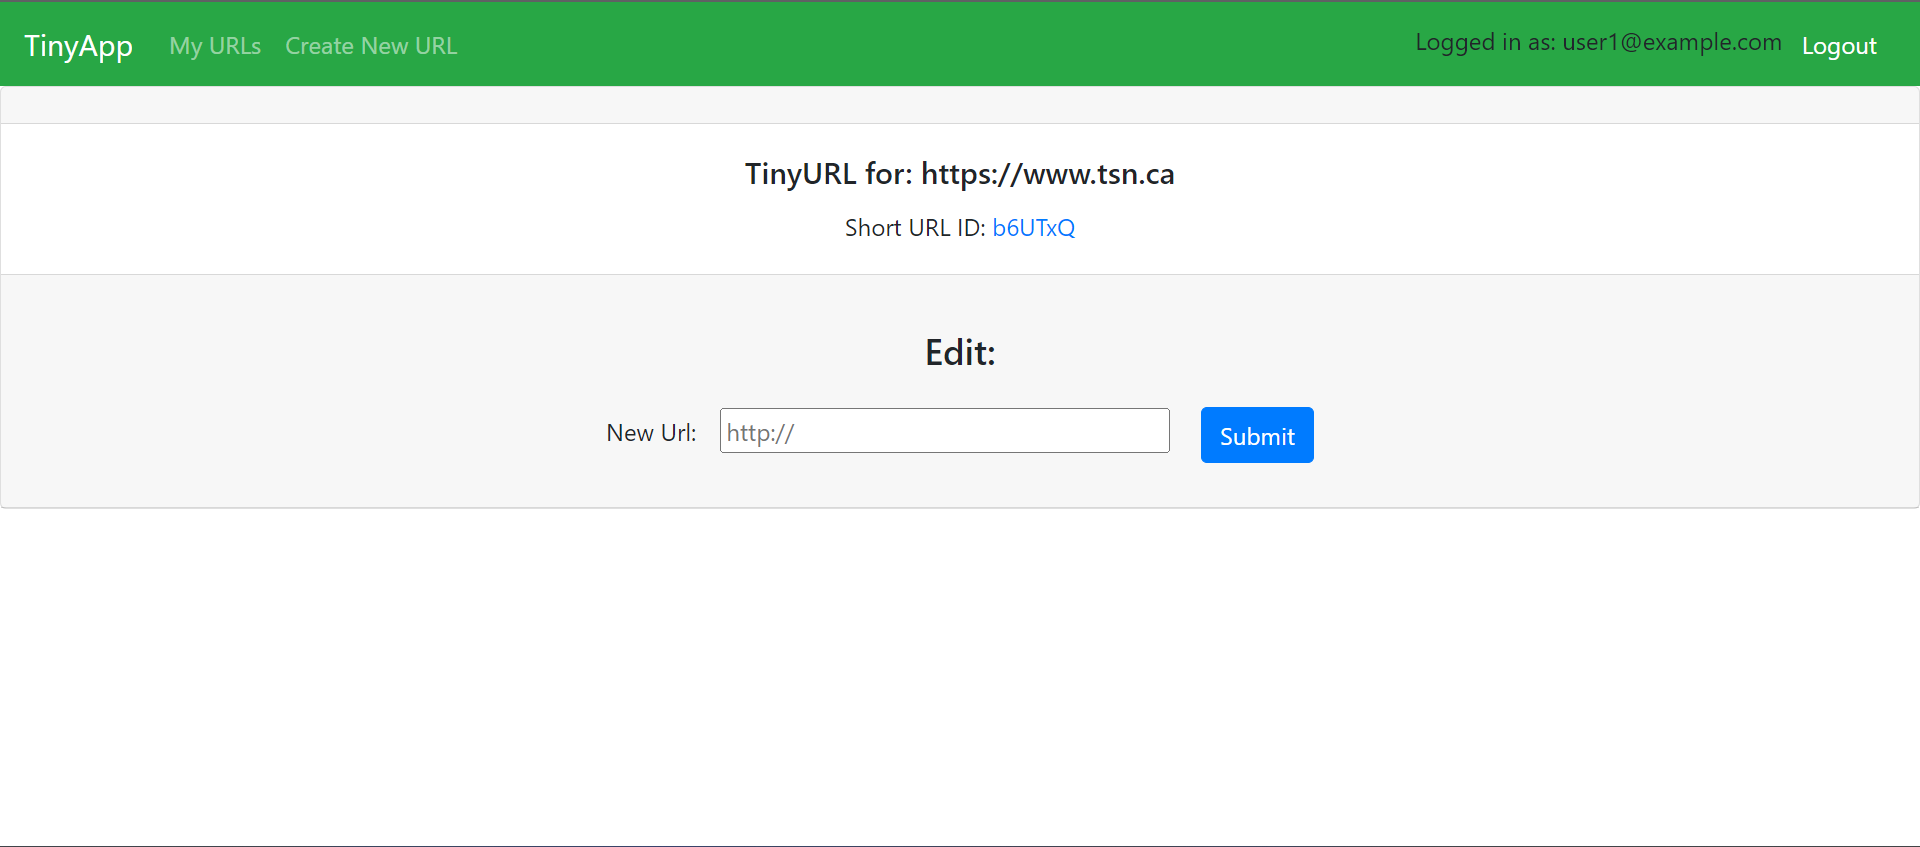 TinyApp My URLs Create New URL Logged in as: user1@example.com Logout
TinyURL for: https://www.tsn.ca
Short URL ID: b6UTxQ
Edit:
New Url: http:// Submit